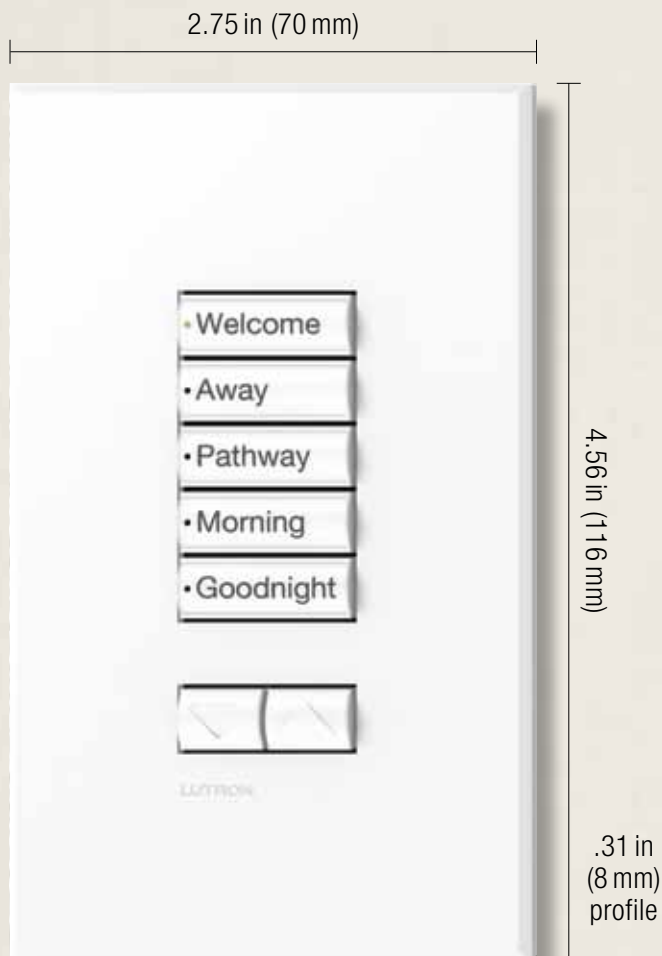 2.75 in (70 mm)
Welcome
Away
Pathway
Morning
Goodnight
LUTRON
4.56 in (116 mm)
.31 in
(8 mm)
profile